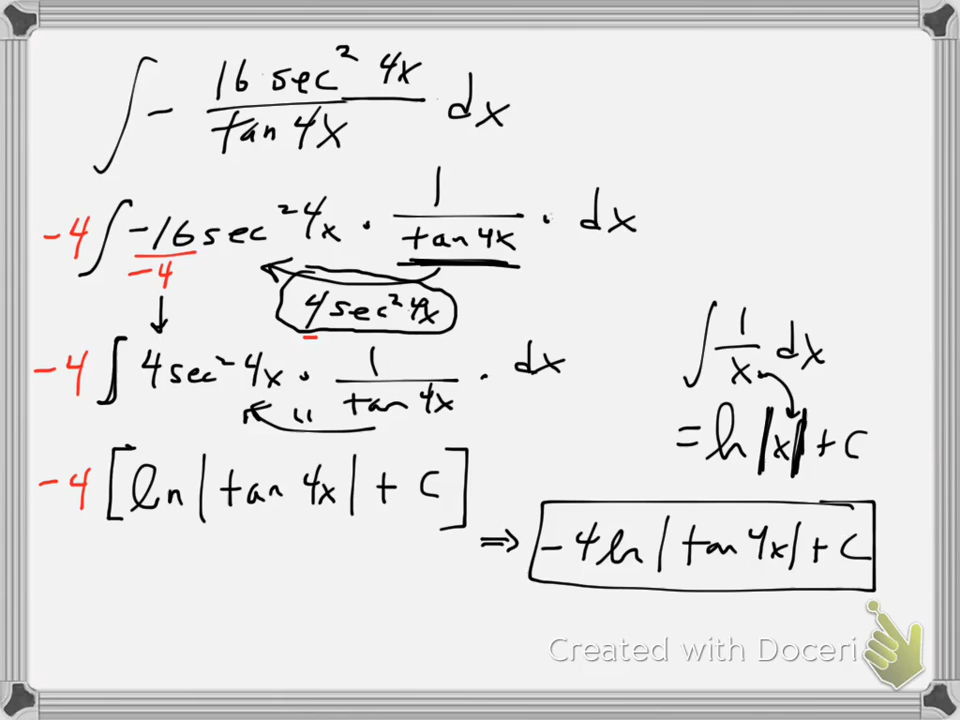 ∫ - 16 sec² 4x / tan 4x dx
-4 ∫ -16 sec² 4x · 1 / tan 4x · dx
-4
4 sec² 4x
-4 ∫ 4 sec² 4x · 1 / tan 4x · dx
-4 [ ln | tan 4x | + C ]
∫ 1 / x dx
= ln |x| + C
⇒ -4 ln | tan 4x | + C
Created with Doceri